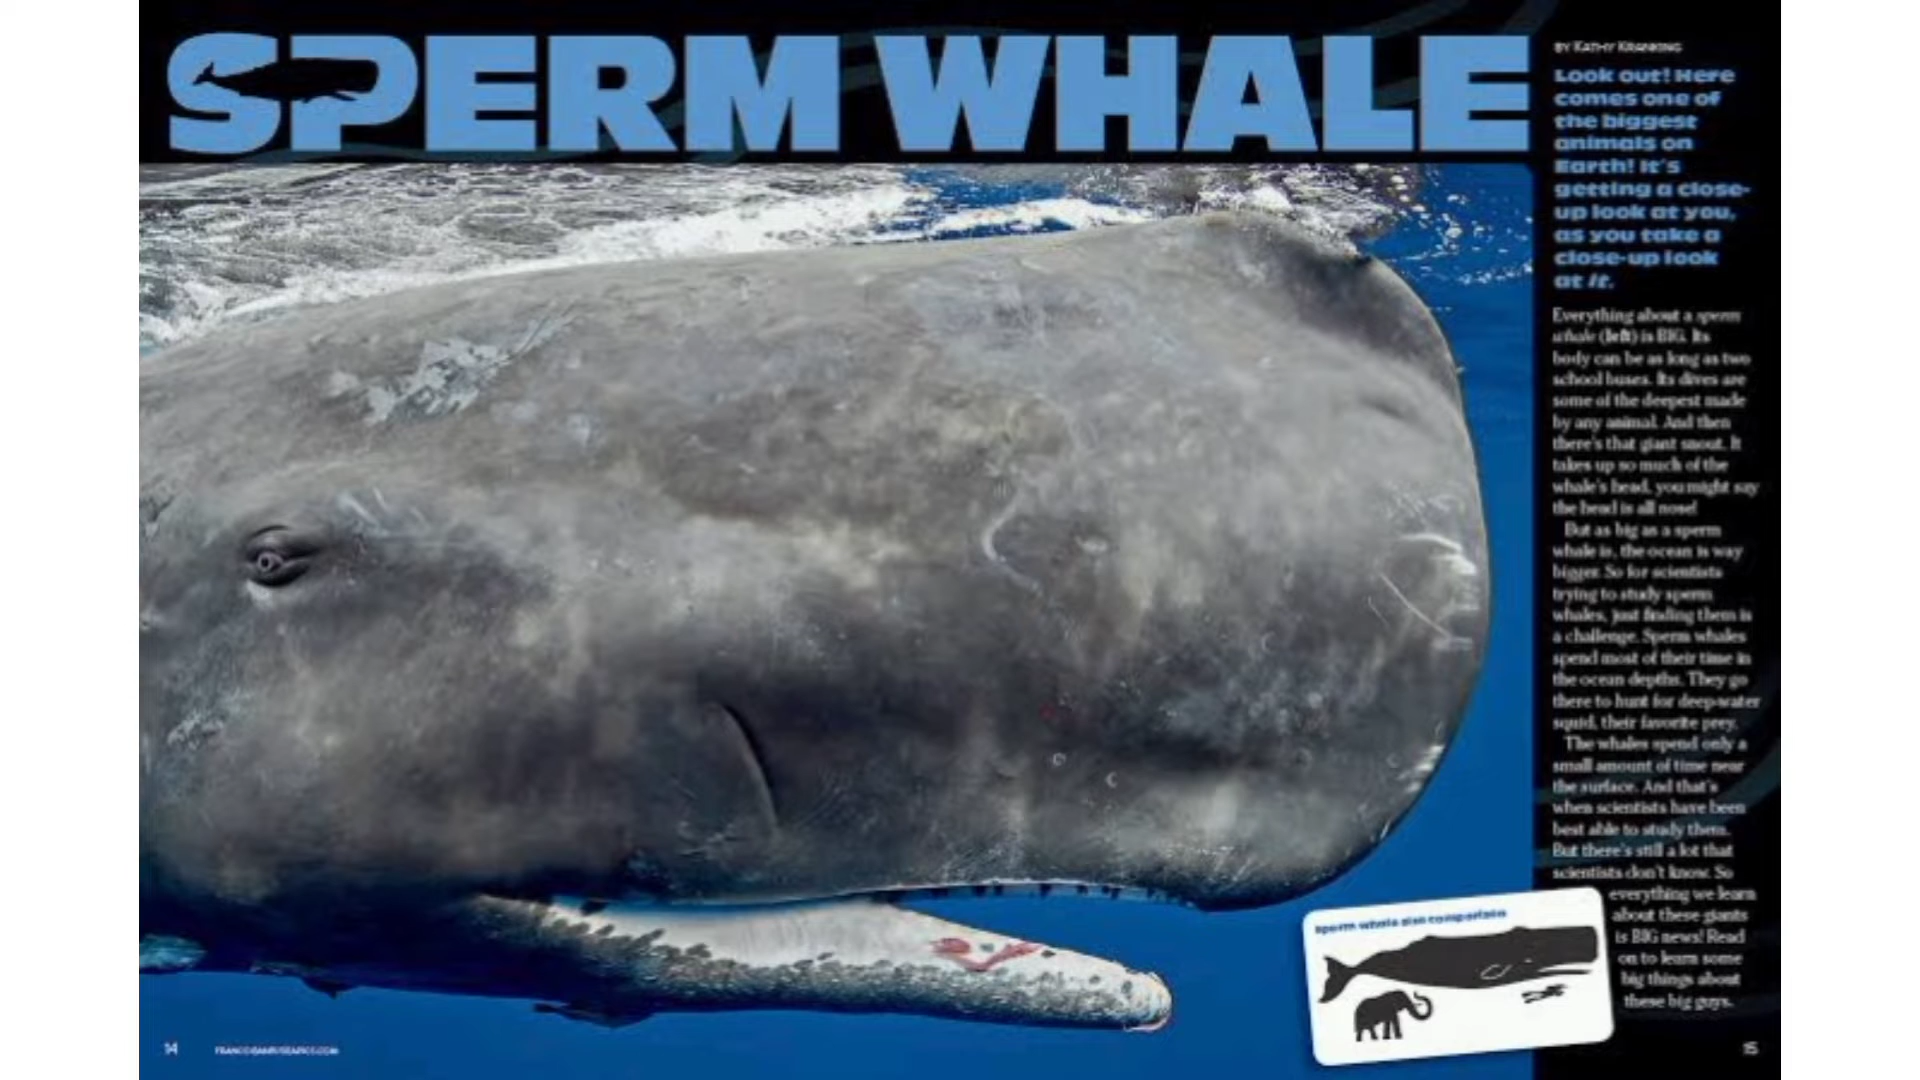 SPERM WHALE
BY KATHY KRANKING
Look out! Here
comes one of
the biggest
animals on
Earth! It's
getting a close-
up look at you,
as you take a
close-up look
at it.
Everything about a sperm
whale (left) is BIG. Its
body can be as long as two
school buses. Its dives are
some of the deepest made
by any animal. And then
there's that giant snout. It
takes up so much of the
whale's head, you might say
the head is all nose!
But as big as a sperm
whale is, the ocean is way
bigger. So for scientists
trying to study sperm
whales, just finding them is
a challenge. Sperm whales
spend most of their time in
the ocean depths. They go
there to hunt for deep-water
squid, their favorite prey.
The whales spend only a
small amount of time near
the surface. And that's
when scientists have been
best able to study them.
But there's still a lot that
scientists don't know. So
everything we learn
about these giants
is BIG news! Read
on to learn some
big things about
these big guys.
sperm whale size comparison
14
15